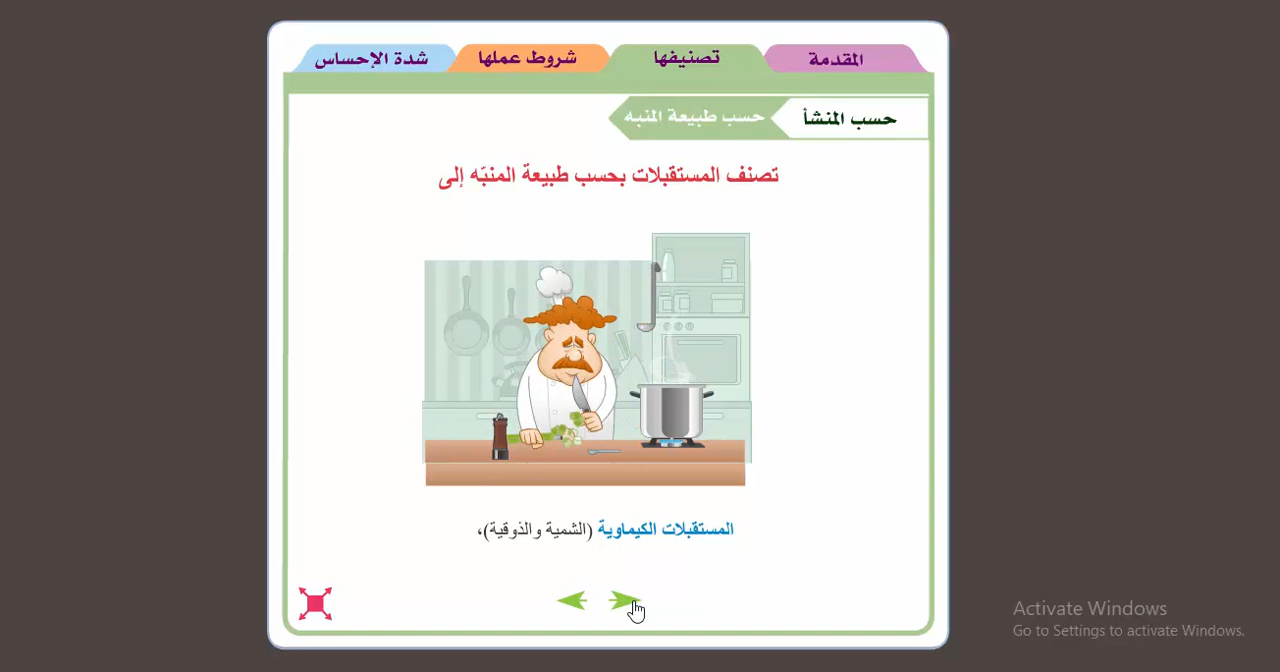 المقدمة
تصنيفها
شروط عملها
شدة الإحساس
حسب المنشأ
حسب طبيعة المنبه
تصنف المستقبلات بحسب طبيعة المنبّه إلى
المستقبلات الكيماوية (الشمية والذوقية)،
Activate Windows
Go to Settings to activate Windows.